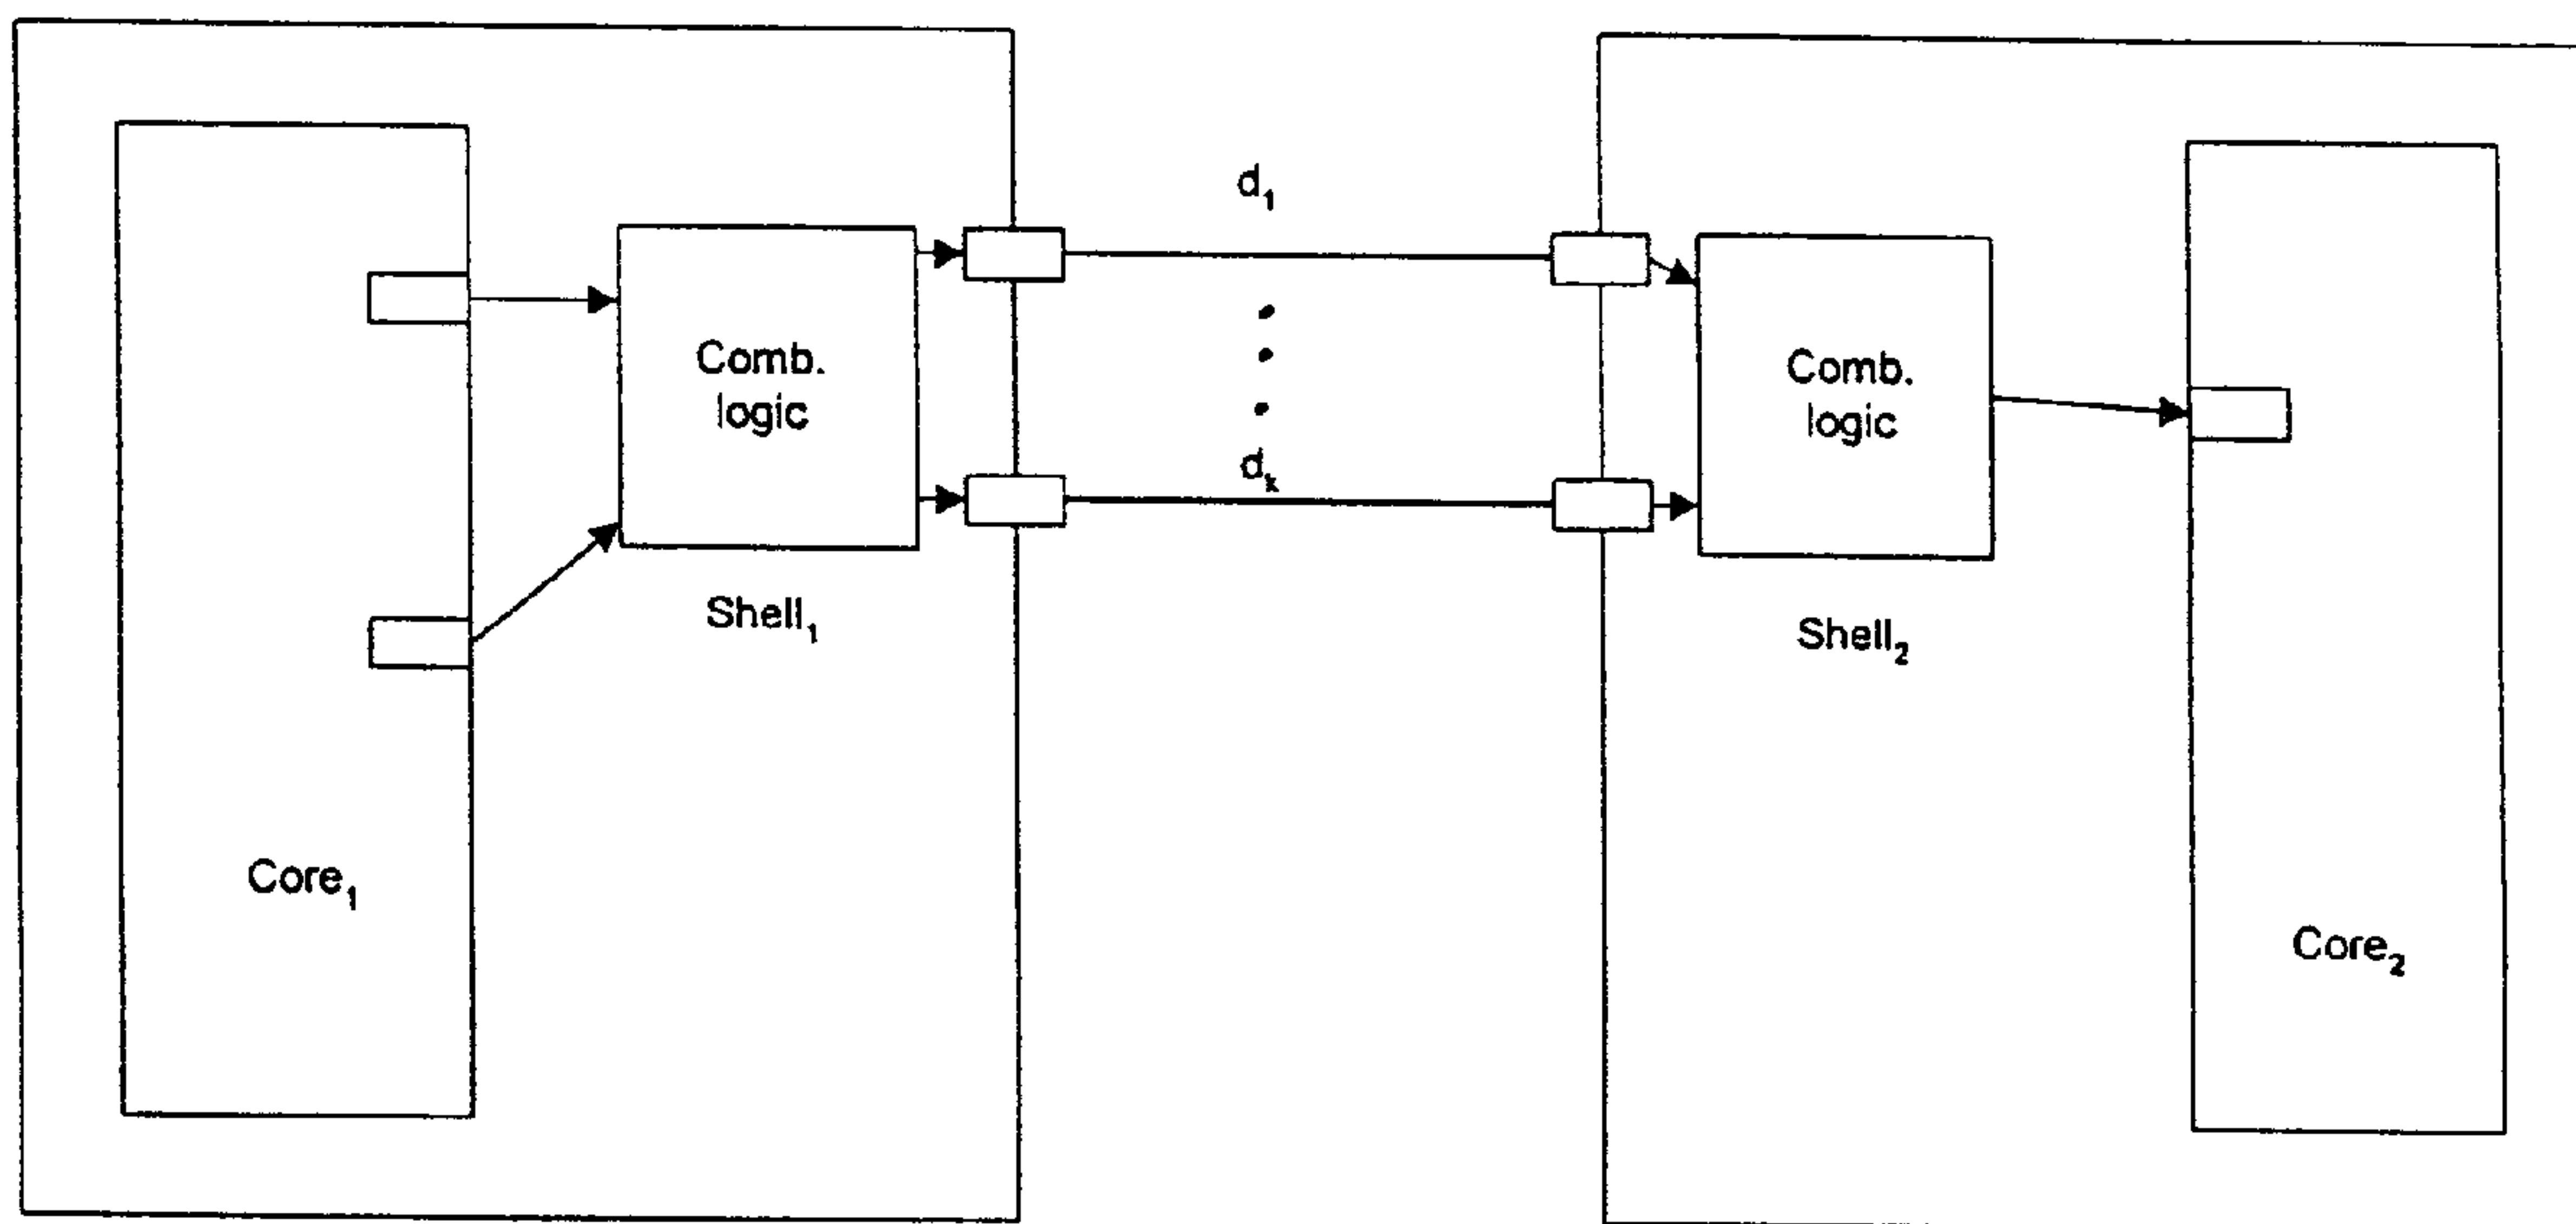 d₁
Comb.
logic
Comb.
logic
dₖ
Shell₁
Shell₂
Core₁
Core₂